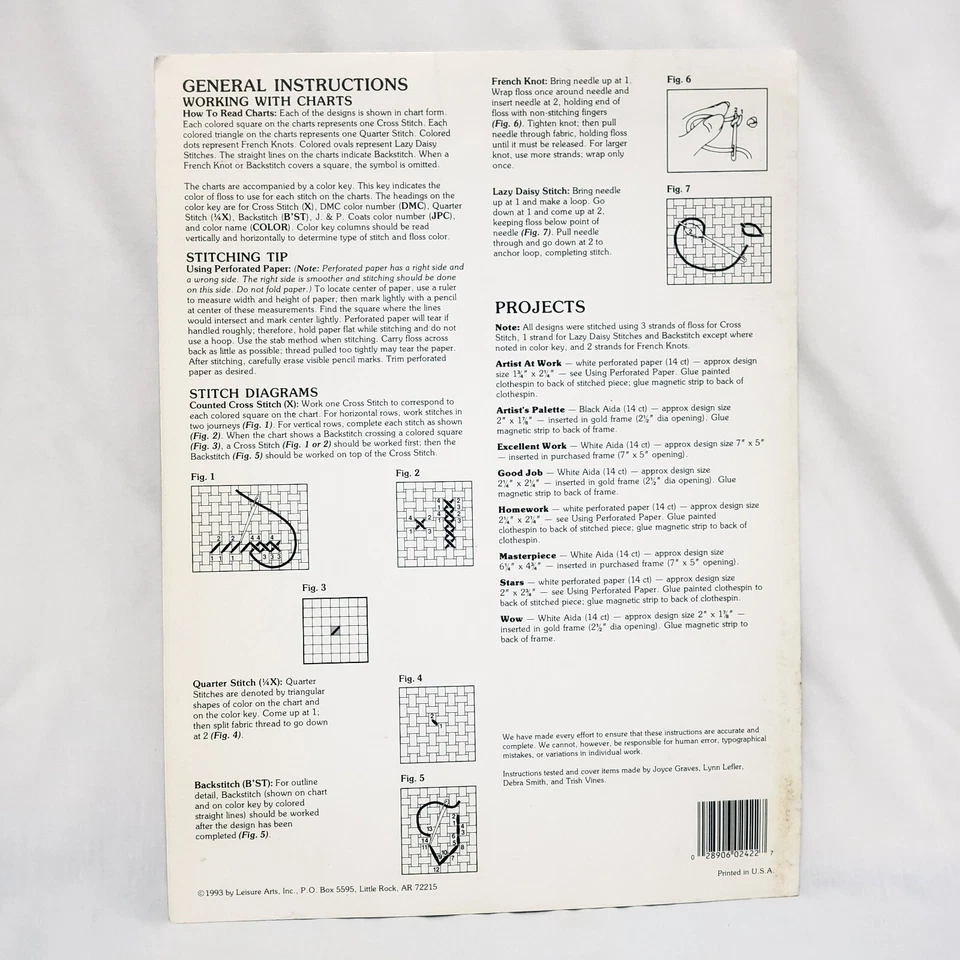 GENERAL INSTRUCTIONS
WORKING WITH CHARTS
How To Read Charts: Each of the designs is shown in chart form.
Each colored square on the charts represents one Cross Stitch. Each
colored triangle on the charts represents one Quarter Stitch. Colored
dots represent French Knots. Colored ovals represent Lazy Daisy
Stitches. The straight lines on the charts indicate Backstitch. When a
French Knot or Backstitch covers a square, the symbol is omitted.
The charts are accompanied by a color key. This key indicates the
color of floss to use for each stitch on the charts. The headings on the
color key are for Cross Stitch (X), DMC color number (DMC), Quarter
Stitch (¼X), Backstitch (B'ST), J. & P. Coats color number (JPC),
and color name (COLOR). Color key columns should be read
vertically and horizontally to determine type of stitch and floss color.
STITCHING TIP
Using Perforated Paper: (Note: Perforated paper has a right side and
a wrong side. The right side is smoother and stitching should be done
on this side. Do not fold paper.) To locate center of paper, use a ruler
to measure width and height of paper; then mark lightly with a pencil
at center of these measurements. Find the square where the lines
would intersect and mark center lightly. Perforated paper will tear if
handled roughly; therefore, hold paper flat while stitching and do not
use a hoop. Use the stab method when stitching. Carry floss across
back as little as possible; thread pulled too tightly may tear the paper.
After stitching, carefully erase visible pencil marks. Trim perforated
paper as desired.
STITCH DIAGRAMS
Counted Cross Stitch (X): Work one Cross Stitch to correspond to
each colored square on the chart. For horizontal rows, work stitches in
two journeys (Fig. 1). For vertical rows, complete each stitch as shown
(Fig. 2). When the chart shows a Backstitch crossing a colored square
(Fig. 3), a Cross Stitch (Fig. 1 or 2) should be worked first; then the
Backstitch (Fig. 5) should be worked on top of the Cross Stitch.
Fig. 1
Fig. 2
Fig. 3
Quarter Stitch (¼X): Quarter
Stitches are denoted by triangular
shapes of color on the chart and
on the color key. Come up at 1;
then split fabric thread to go down
at 2 (Fig. 4).
Fig. 4
Backstitch (B'ST): For outline
detail, Backstitch (shown on chart
and on color key by colored
straight lines) should be worked
after the design has been
completed (Fig. 5).
Fig. 5
©1993 by Leisure Arts, Inc., P.O. Box 5595, Little Rock, AR 72215
French Knot: Bring needle up at 1.
Wrap floss once around needle and
insert needle at 2, holding end of
floss with non-stitching fingers
(Fig. 6). Tighten knot; then pull
needle through fabric, holding floss
until it must be released. For larger
knot, use more strands; wrap only
once.
Fig. 6
Lazy Daisy Stitch: Bring needle
up at 1 and make a loop. Go
down at 1 and come up at 2,
keeping floss below point of
needle (Fig. 7). Pull needle
through and go down at 2 to
anchor loop, completing stitch.
Fig. 7
PROJECTS
Note: All designs were stitched using 3 strands of floss for Cross
Stitch, 1 strand for Lazy Daisy Stitches and Backstitch except where
noted in color key, and 2 strands for French Knots.
Artist At Work — white perforated paper (14 ct) — approx design
size 1¾" x 2¼" — see Using Perforated Paper. Glue painted
clothespin to back of stitched piece; glue magnetic strip to back of
clothespin.
Artist's Palette — Black Aida (14 ct) — approx design size
2" x 1⅞" — inserted in gold frame (2½" dia opening). Glue
magnetic strip to back of frame.
Excellent Work — White Aida (14 ct) — approx design size 7" x 5"
— inserted in purchased frame (7" x 5" opening).
Good Job — White Aida (14 ct) — approx design size
2¼" x 2¼" — inserted in gold frame (2½" dia opening). Glue
magnetic strip to back of frame.
Homework — white perforated paper (14 ct) — approx design size
2¼" x 2¼" — see Using Perforated Paper. Glue painted
clothespin to back of stitched piece; glue magnetic strip to back of
clothespin.
Masterpiece — White Aida (14 ct) — approx design size
6¼" x 4¾" — inserted in purchased frame (7" x 5" opening).
Stars — white perforated paper (14 ct) — approx design size
2" x 2¾" — see Using Perforated Paper. Glue painted clothespin to
back of stitched piece; glue magnetic strip to back of clothespin.
Wow — White Aida (14 ct) — approx design size 2" x 1⅞" —
inserted in gold frame (2½" dia opening). Glue magnetic strip to
back of frame.
We have made every effort to ensure that these instructions are accurate and
complete. We cannot, however, be responsible for human error, typographical
mistakes, or variations in individual work.
Instructions tested and cover items made by Joyce Graves, Lynn Lefler,
Debra Smith, and Trish Vines.
0 28906 02422 7
Printed in U.S.A.